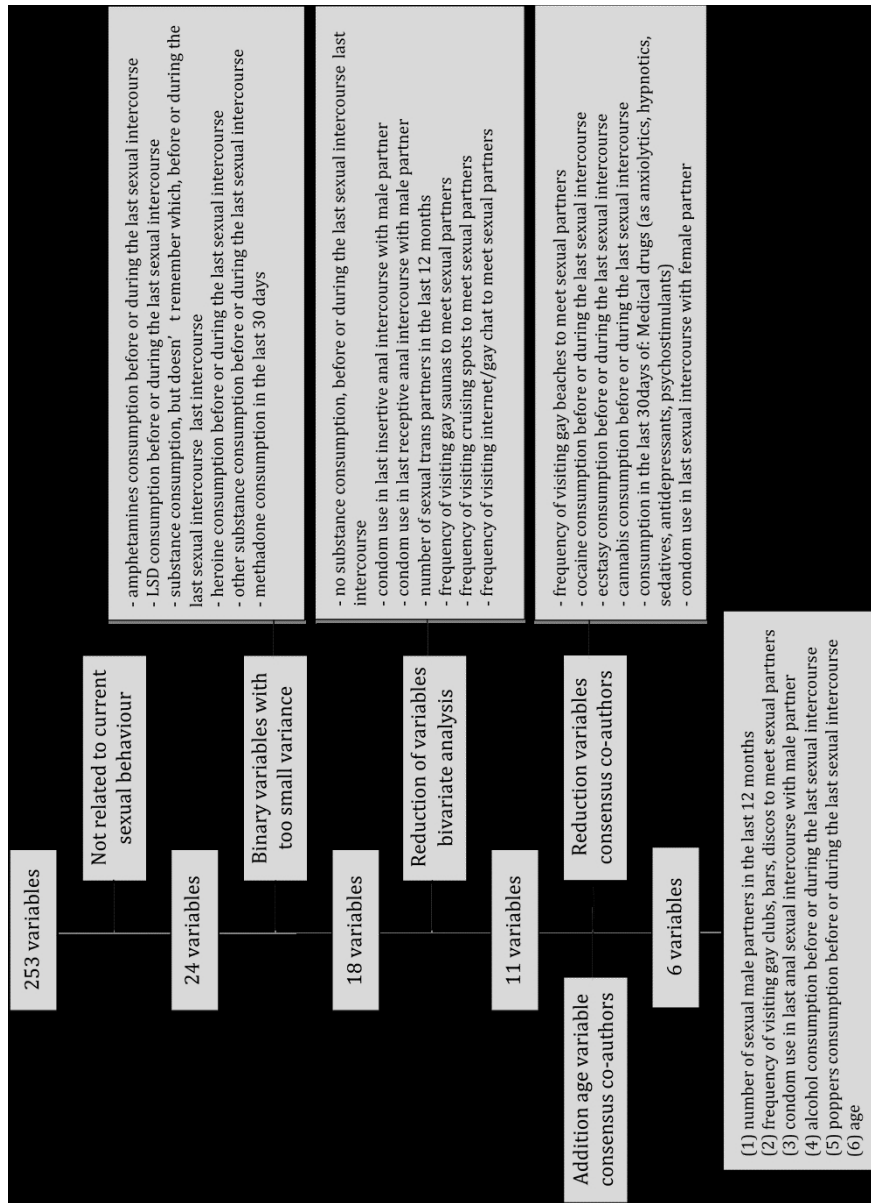 253 variables
Not related to current
sexual behaviour
24 variables
Binary variables with
too small variance
- amphetamines consumption before or during the last sexual intercourse
- LSD consumption before or during the last sexual intercourse
- substance consumption, but doesn’ t remember which, before or during the
last sexual intercourse last intercourse
- heroine consumption before or during the last sexual intercourse
- other substance consumption before or during the last sexual intercourse
- methadone consumption in the last 30 days
18 variables
Reduction of variables
bivariate analysis
- no substance consumption, before or during the last sexual intercourse last
intercourse
- condom use in last insertive anal intercourse with male partner
- condom use in last receptive anal intercourse with male partner
- number of sexual trans partners in the last 12 months
- frequency of visiting gay saunas to meet sexual partners
- frequency of visiting cruising spots to meet sexual partners
- frequency of visiting internet/gay chat to meet sexual partners
11 variables
Addition age variable
consensus co-authors
Reduction variables
consensus co-authors
- frequency of visiting gay beaches to meet sexual partners
- cocaine consumption before or during the last sexual intercourse
- ecstasy consumption before or during the last sexual intercourse
- cannabis consumption before or during the last sexual intercourse
- consumption in the last 30days of: Medical drugs (as anxiolytics, hypnotics,
sedatives, antidepressants, psychostimulants)
- condom use in last sexual intercourse with female partner
6 variables
(1) number of sexual male partners in the last 12 months
(2) frequency of visiting gay clubs, bars, discos to meet sexual partners
(3) condom use in last anal sexual intercourse with male partner
(4) alcohol consumption before or during the last sexual intercourse
(5) poppers consumption before or during the last sexual intercourse
(6) age